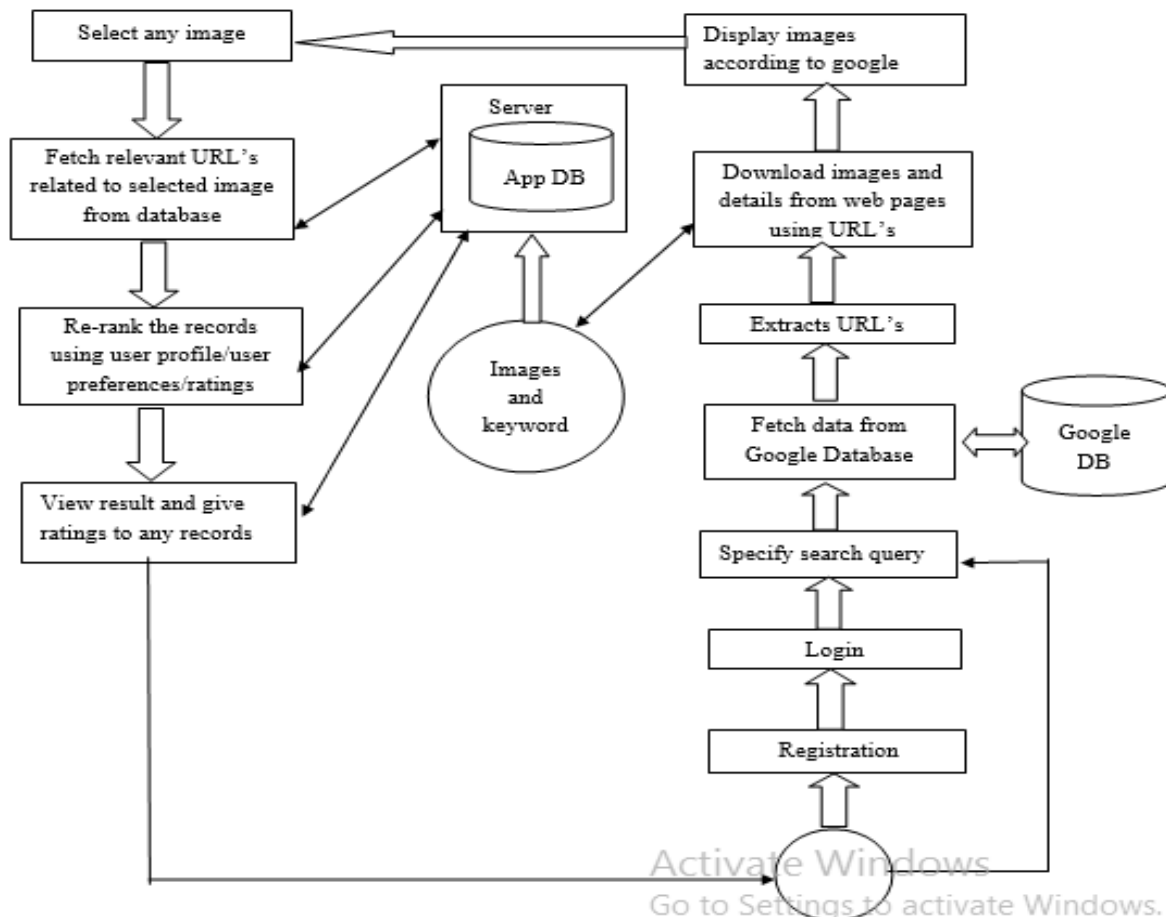 Select any image
Display images
according to google
Server
App DB
Fetch relevant URL's
related to selected image
from database
Download images and
details from web pages
using URL's
Re-rank the records
using user profile/user
preferences/ratings
Extracts URL's
Images
and
keyword
Fetch data from
Google Database
Google
DB
View result and give
ratings to any records
Specify search query
Login
Registration
Activate Windows
Go to Settings to activate Windows.